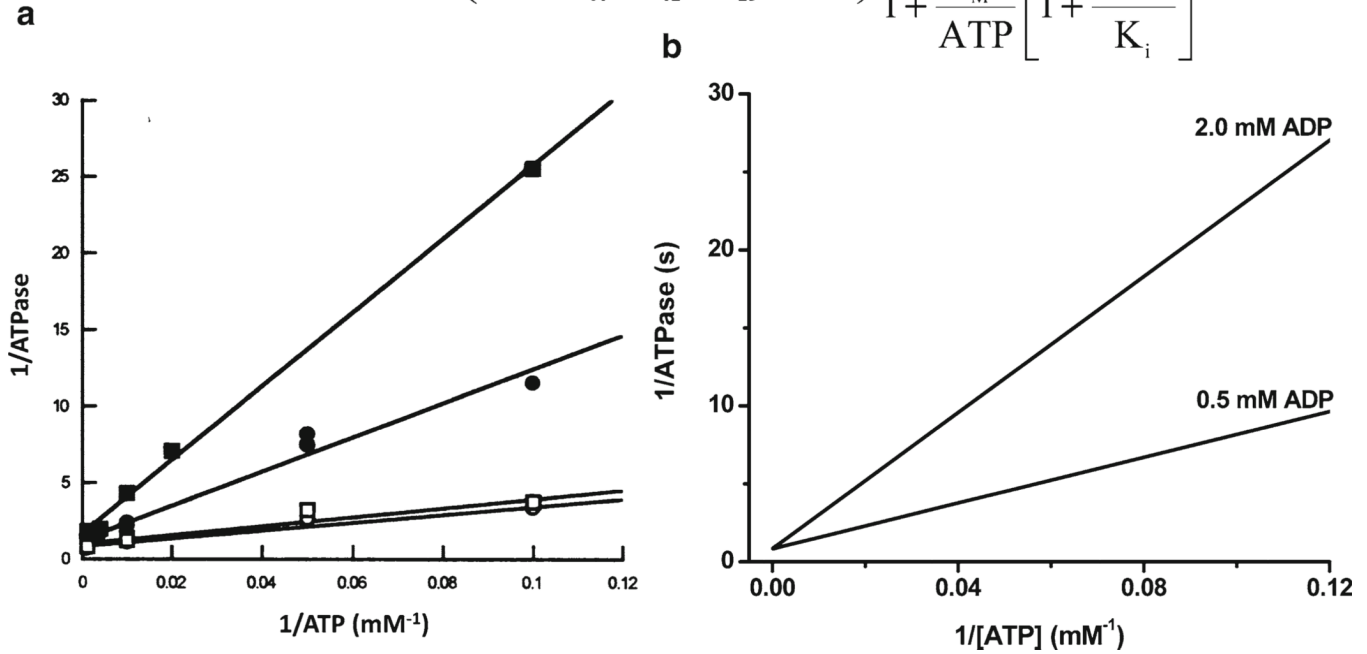 a
1 +
M
ATP
1 +
K i
b
30
25
20
15
10
5
0
1/ATPase
0 0.02 0.04 0.06 0.08 0.1 0.12
1/ATP (mM-1)
30
20
10
0
1/ATPase (s)
2.0 mM ADP
0.5 mM ADP
0.00 0.04 0.08 0.12
1/[ATP] (mM-1)